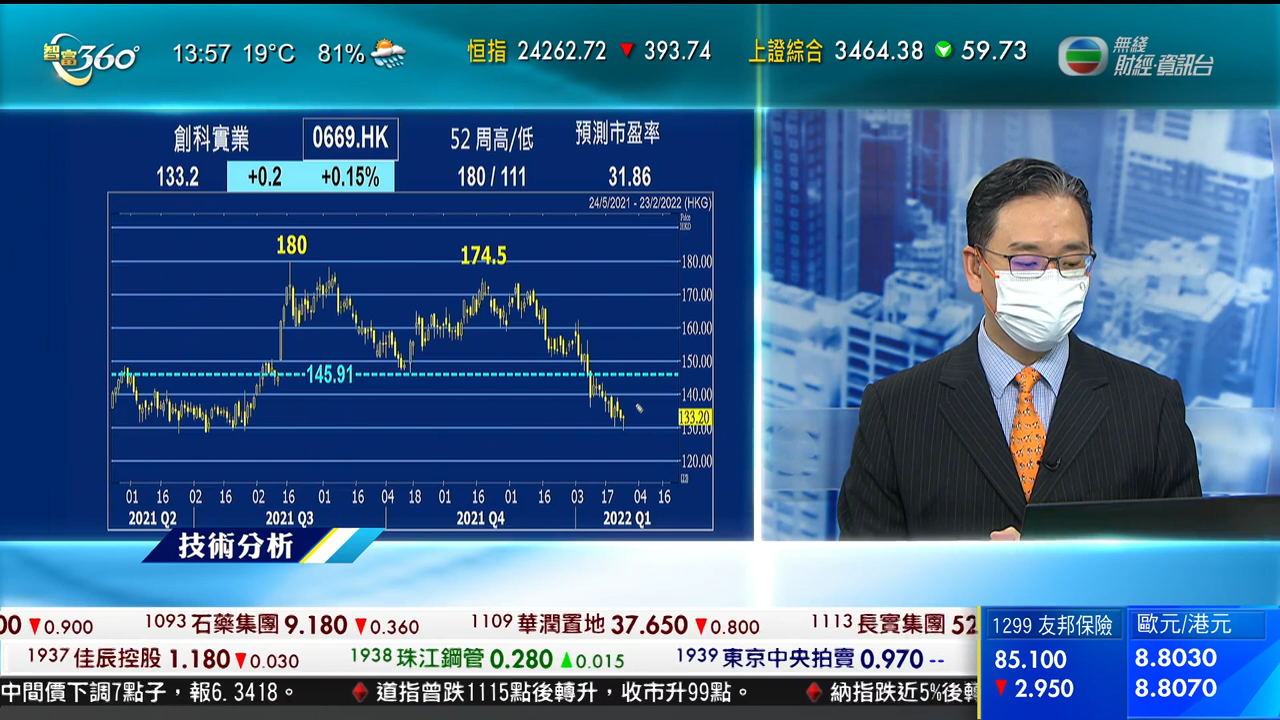 智富360°
13:57 19°C 81%
恒指 24262.72 ▼ 393.74
上證綜合 3464.38 59.73
無綫
財經·資訊台
創科實業 0669.HK 52 周高/低 預測市盈率
133.2 +0.2 +0.15% 180 / 111 31.86
24/5/2021 - 23/2/2022 (HKG)
Price
HKD
180 174.5
180.00
170.00
160.00
150.00
145.91
140.00
133.20
130.00
120.00
01 16 02 16 02 16 01 16 04 18 01 16 01 16 03 17 04 16
2021 Q2 2021 Q3 2021 Q4 2022 Q1
技術分析
00 ▼0.900 1093 石藥集團 9.180 ▼0.360 1109 華潤置地 37.650 ▼0.800 1113 長實集團 52
1937 佳辰控股 1.180 ▼0.030 1938 珠江鋼管 0.280 ▲0.015 1939 東京中央拍賣 0.970 --
中間價下調7點子，報6.3418。 道指曾跌1115點後轉升，收市升99點。 納指跌近5%後轉
1299 友邦保險
85.100
▼ 2.950
歐元/港元
8.8030
8.8070